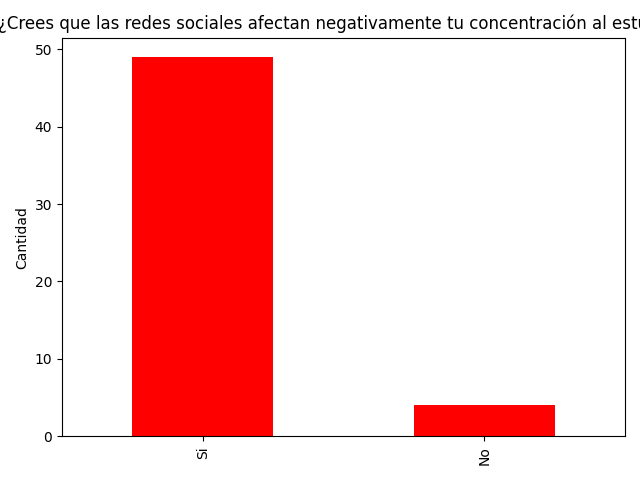 ¿Crees que las redes sociales afectan negativamente tu concentración al
Cantidad
50
40
30
20
10
0
Si
No